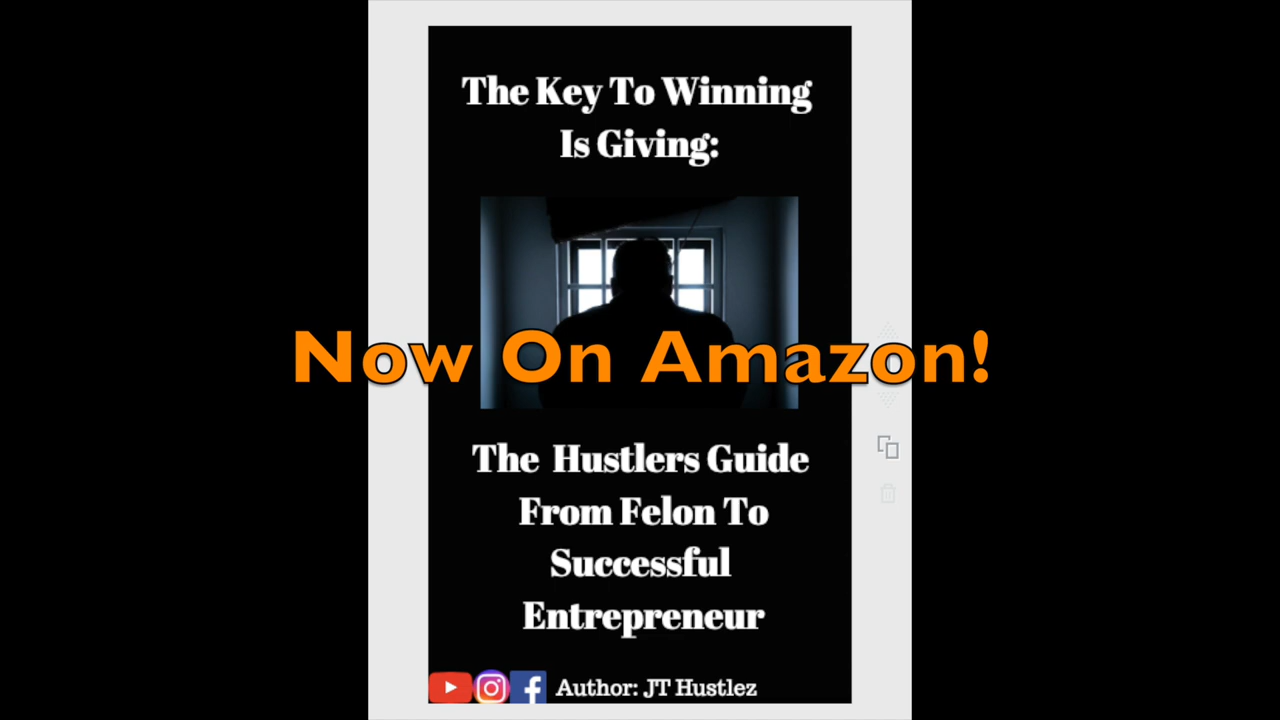 The Key To Winning
Is Giving:
Now On Amazon!
The Hustlers Guide
From Felon To
Successful
Entrepreneur
Author: JT Hustlez